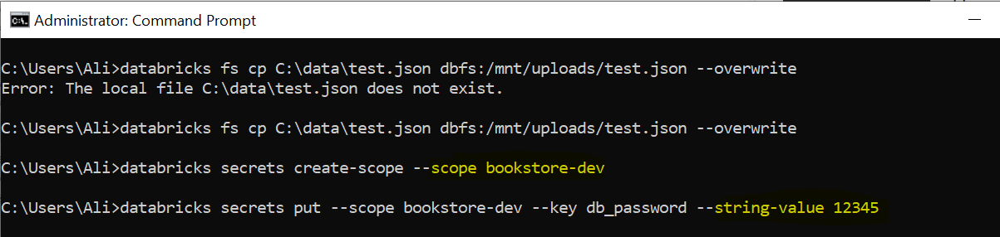 Administrator: Command Prompt
C:\Users\Ali>databricks fs cp C:\data\test.json dbfs:/mnt/uploads/test.json --overwrite
Error: The local file C:\data\test.json does not exist.
C:\Users\Ali>databricks fs cp C:\data\test.json dbfs:/mnt/uploads/test.json --overwrite
C:\Users\Ali>databricks secrets create-scope --scope bookstore-dev
C:\Users\Ali>databricks secrets put --scope bookstore-dev --key db_password --string-value 12345